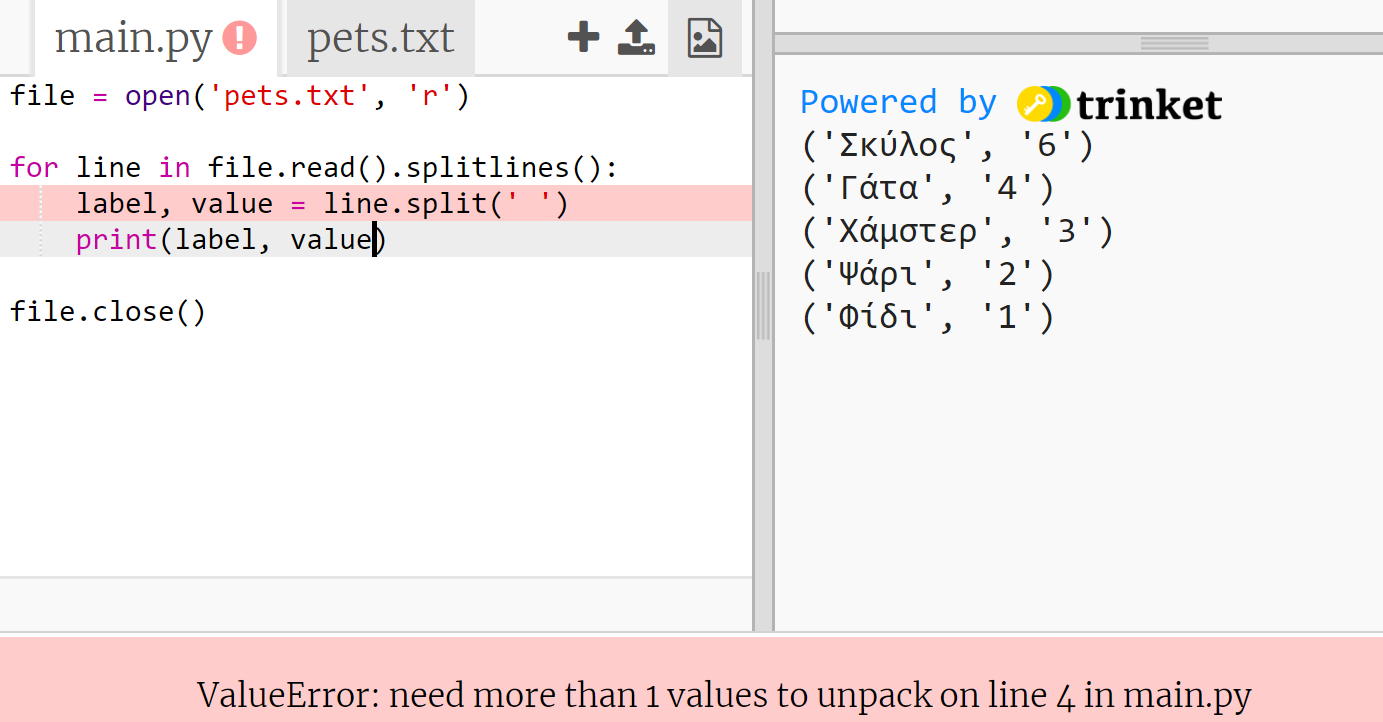 main.py
pets.txt
file = open('pets.txt', 'r')
for line in file.read().splitlines():
label, value = line.split(' ')
print(label, value)
file.close()
Powered by trinket
('Σκύλος', '6')
('Γάτα', '4')
('Χάμστερ', '3')
('Ψάρι', '2')
('Φίδι', '1')
ValueError: need more than 1 values to unpack on line 4 in main.py